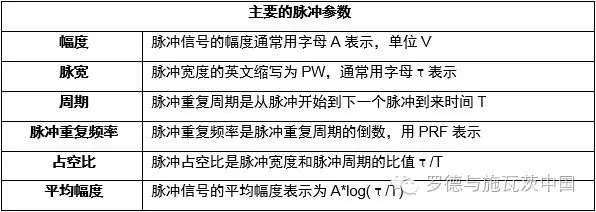 主要的脉冲参数
幅度 脉冲信号的幅度通常用字母 A 表示，单位 V
脉宽 脉冲宽度的英文缩写为 PW，通常用字母 τ 表示
周期 脉冲重复周期是从脉冲开始到下一个脉冲到来时间 T
脉冲重复频率 脉冲重复频率是脉冲重复周期的倒数，用 PRF 表示
占空比 脉冲占空比是脉冲宽度和脉冲周期的比值 τ/T
平均幅度 脉冲信号的平均幅度表示为 A*log( τ/T)
罗德与施瓦茨中国